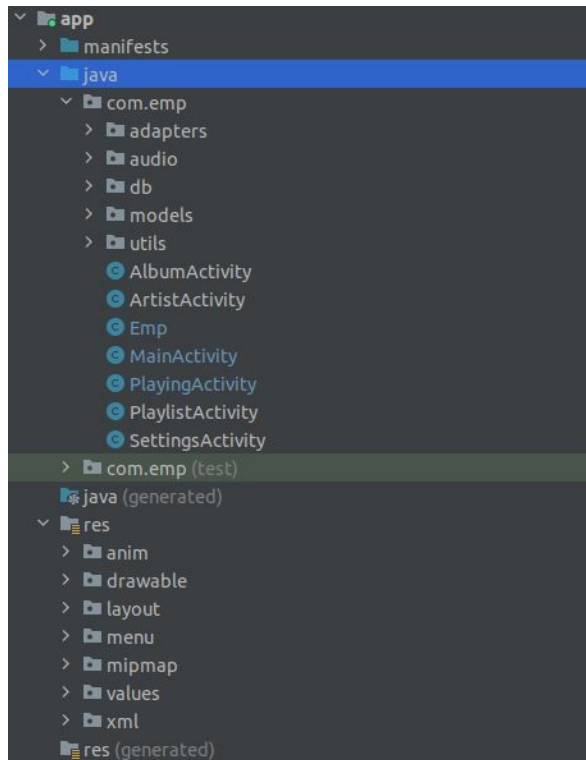 app
manifests
java
com.emp
adapters
audio
db
models
utils
AlbumActivity
ArtistActivity
Emp
MainActivity
PlayingActivity
PlaylistActivity
SettingsActivity
com.emp (test)
java (generated)
res
anim
drawable
layout
menu
mipmap
values
xml
res (generated)